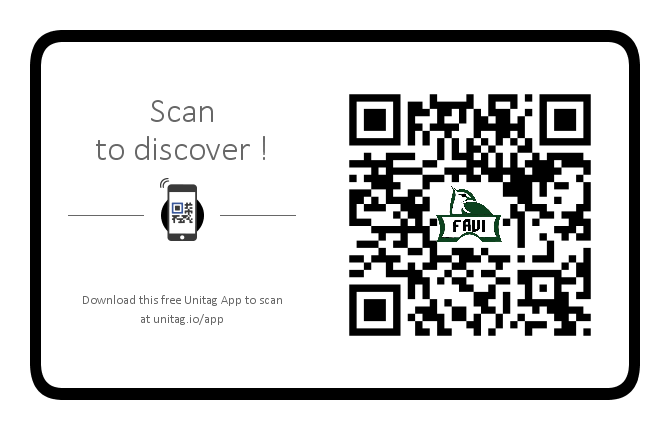 Scan
to discover !
Download this free Unitag App to scan
at unitag.io/app
FAVI